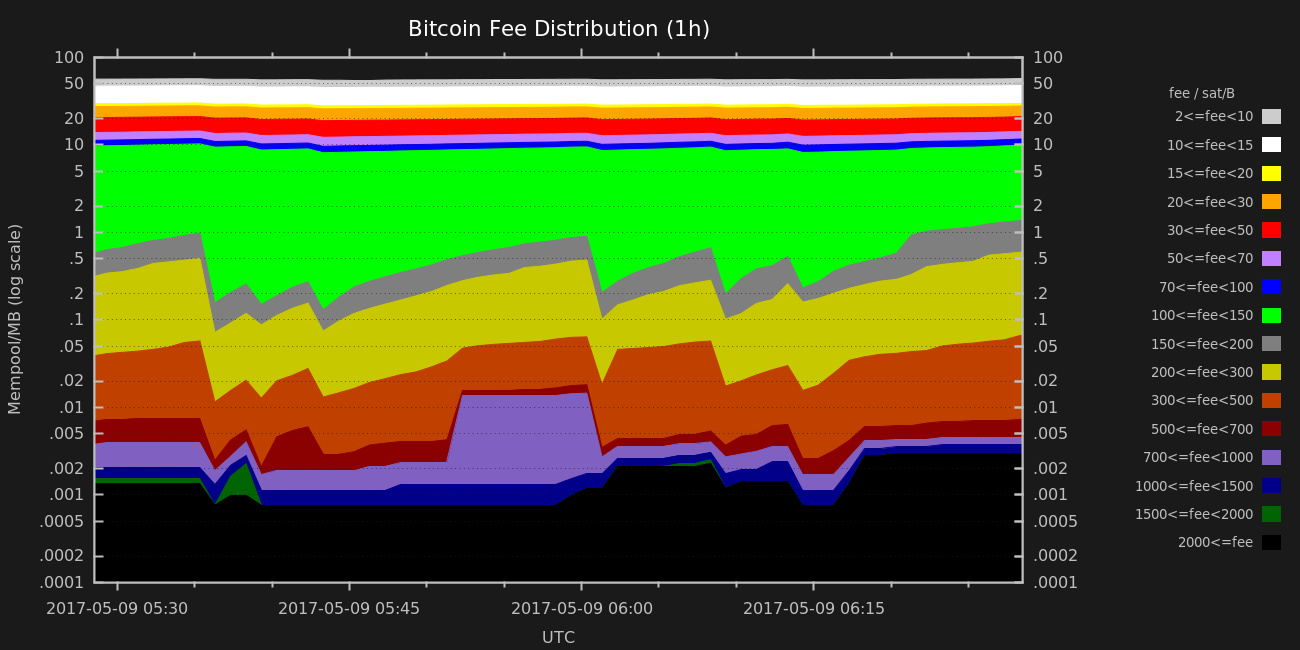 Bitcoin Fee Distribution (1h)
Mempool/MB (log scale)
100
50
20
10
5
2
1
.5
.2
.1
.05
.02
.01
.005
.002
.001
.0005
.0002
.0001
100
50
20
10
5
2
1
.5
.2
.1
.05
.02
.01
.005
.002
.001
.0005
.0002
.0001
2017-05-09 05:30 2017-05-09 05:45 2017-05-09 06:00 2017-05-09 06:15
UTC
fee / sat/B
2<=fee<10
10<=fee<15
15<=fee<20
20<=fee<30
30<=fee<50
50<=fee<70
70<=fee<100
100<=fee<150
150<=fee<200
200<=fee<300
300<=fee<500
500<=fee<700
700<=fee<1000
1000<=fee<1500
1500<=fee<2000
2000<=fee